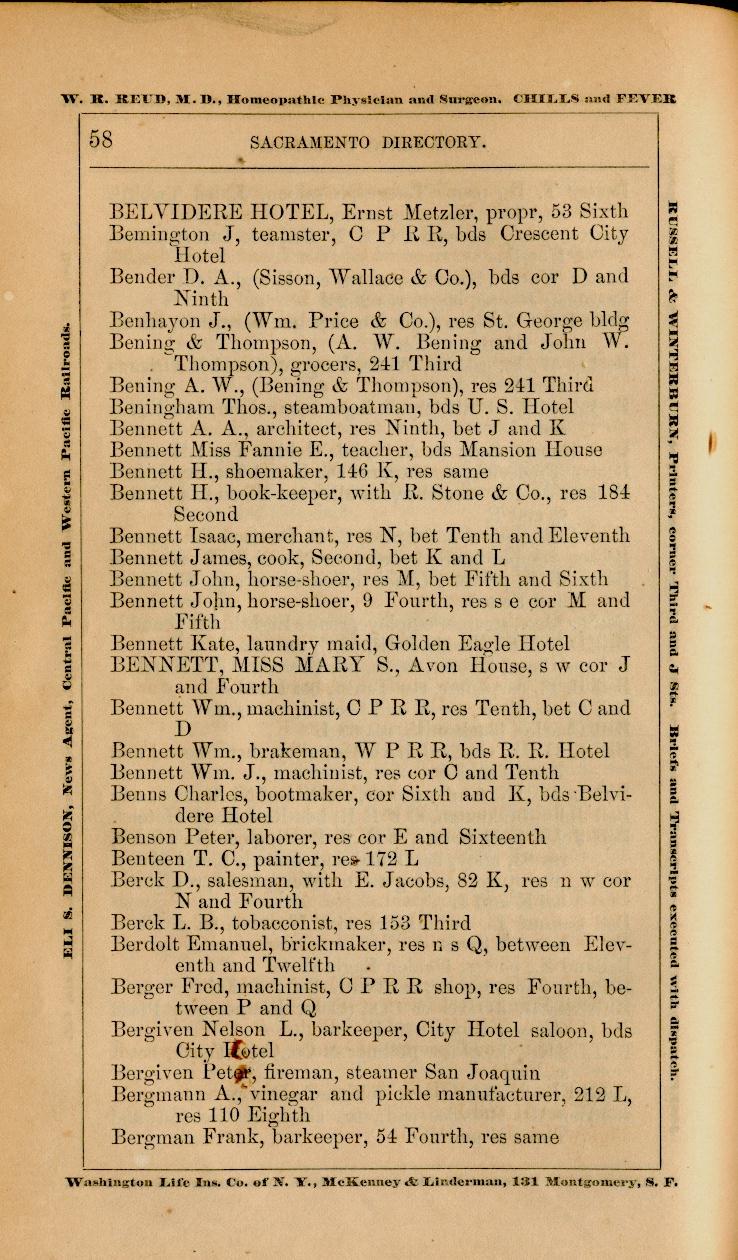 W. R. REUD, M. D., Homeopathic Physician and Surgeon. CHILLS and FEVER
58
SACRAMENTO DIRECTORY.
BELVIDERE HOTEL, Ernst Metzler, propr, 53 Sixth
Bemington J, teamster, C P R R, bds Crescent City
Hotel
Bender D. A., (Sisson, Wallace & Co.), bds cor D and
Ninth
Benhayon J., (Wm. Price & Co.), res St. George bldg
Bening & Thompson, (A. W. Bening and John W.
Thompson), grocers, 241 Third
Bening A. W., (Bening & Thompson), res 241 Third
Beningham Thos., steamboatman, bds U. S. Hotel
Bennett A. A., architect, res Ninth, bet J and K
Bennett Miss Fannie E., teacher, bds Mansion House
Bennett H., shoemaker, 146 K, res same
Bennett H., book-keeper, with R. Stone & Co., res 184
Second
Bennett Isaac, merchant, res N, bet Tenth and Eleventh
Bennett James, cook, Second, bet K and L
Bennett John, horse-shoer, res M, bet Fifth and Sixth
Bennett John, horse-shoer, 9 Fourth, res s e cor M and
Fifth
Bennett Kate, laundry maid, Golden Eagle Hotel
BENNETT, MISS MARY S., Avon House, s w cor J
and Fourth
Bennett Wm., machinist, C P R R, res Tenth, bet C and
D
Bennett Wm., brakeman, W P R R, bds R. R. Hotel
Bennett Wm. J., machinist, res cor C and Tenth
Benns Charles, bootmaker, cor Sixth and K, bds Belvi-
dere Hotel
Benson Peter, laborer, res cor E and Sixteenth
Benteen T. C., painter, res 172 L
Berck D., salesman, with E. Jacobs, 82 K, res n w cor
N and Fourth
Berck L. B., tobacconist, res 153 Third
Berdolt Emanuel, brickmaker, res n s Q, between Elev-
enth and Twelfth
Berger Fred, machinist, C P R R shop, res Fourth, be-
tween P and Q
Bergiven Nelson L., barkeeper, City Hotel saloon, bds
City Hotel
Bergiven Peter, fireman, steamer San Joaquin
Bergmann A., vinegar and pickle manufacturer, 212 L,
res 110 Eighth
Bergman Frank, barkeeper, 54 Fourth, res same
ELI S. DENNISON, News Agent, Central Pacific and Western Pacific Railroads.
RUSSELL & WINTERBURN, Printers, corner Third and J Sts. Briefs and Transcripts executed with dispatch.
Washington Life Ins. Co. of N. Y., McKenney & Linderman, 131 Montgomery, S. F.